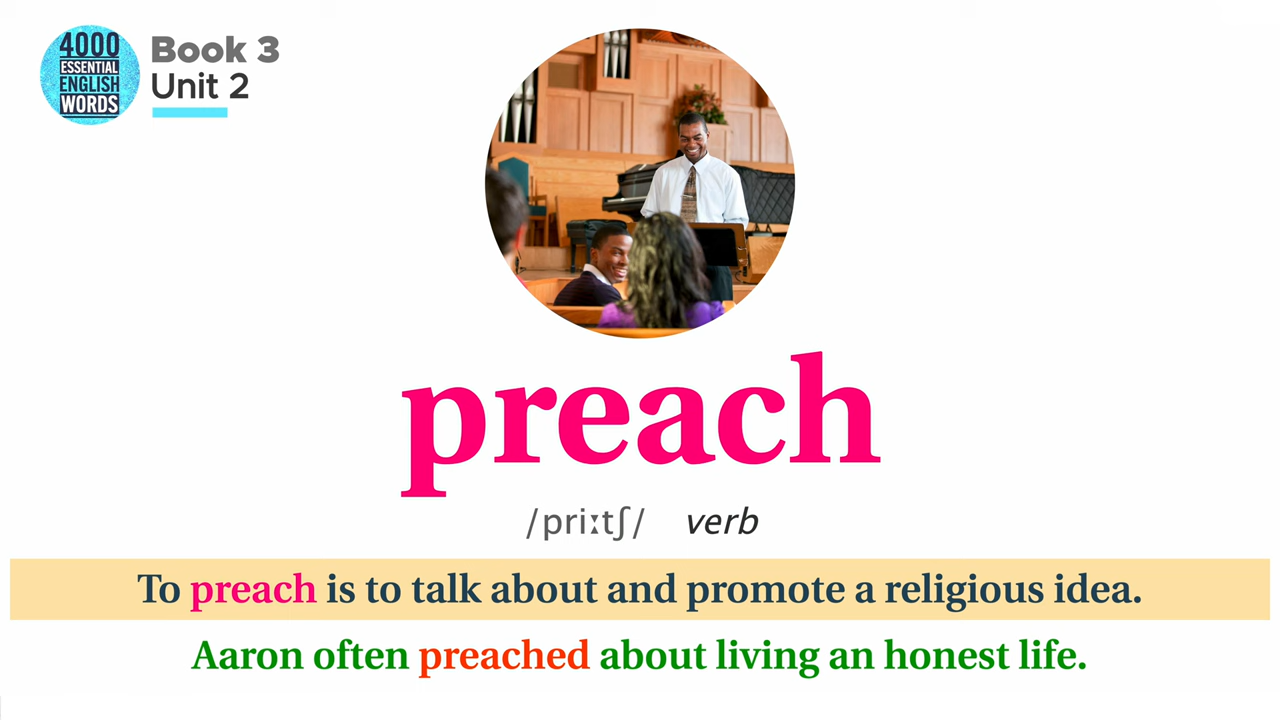 4000
ESSENTIAL
ENGLISH
WORDS
Book 3
Unit 2
preach
/priːtʃ/ verb
To preach is to talk about and promote a religious idea.
Aaron often preached about living an honest life.